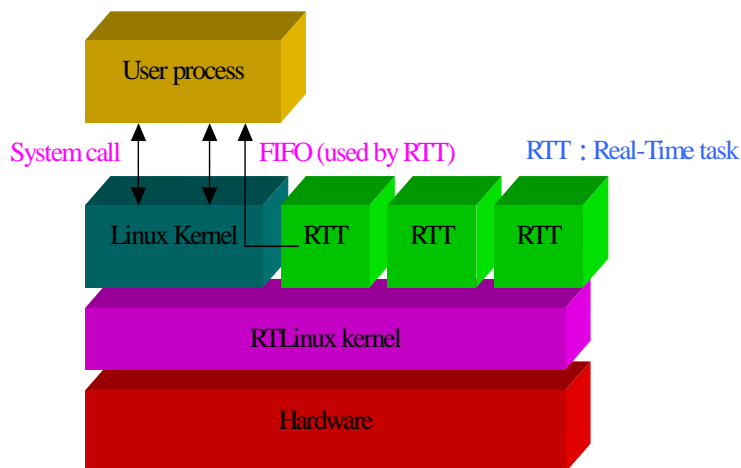 User process
System call
FIFO (used by RTT)
RTT : Real-Time task
Linux Kernel
RTT
RTT
RTT
RTLinux kernel
Hardware